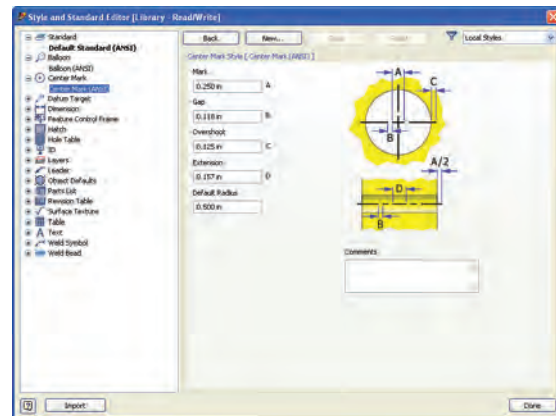 Style and Standard Editor [Library - Read/Write]
Standard
Default Standard (ANSI)
Balloon
Balloon (ANSI)
Center Mark
Center Mark (ANSI)
Datum Target
Dimension
Feature Control Frame
Hatch
Hole Table
ID
Layers
Leader
Object Defaults
Parts List
Revision Table
Surface Texture
Table
Text
Weld Symbol
Weld Bead
Back
New...
Save
Reset
Local Styles
Center Mark Style [ Center Mark (ANSI) ]
Mark
0.250 in
A
Gap
0.118 in
B
Overshoot
0.125 in
C
Extension
0.157 in
D
Default Radius
0.500 in
A
C
B
A/2
D
B
Comments
?
Import
Done